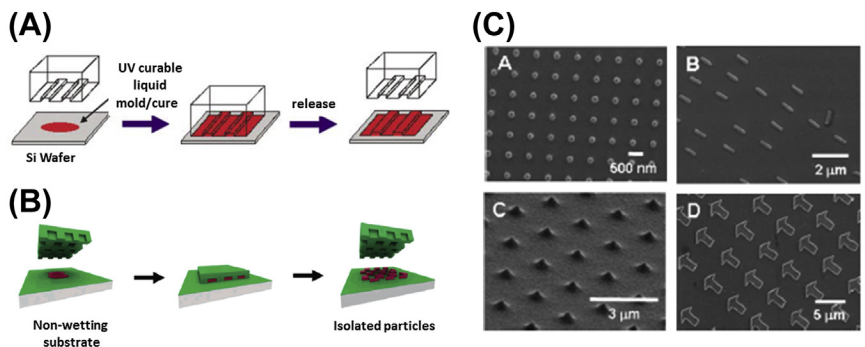 (A)
UV curable
liquid
mold/cure
release
Si Wafer
(B)
Non-wetting
substrate
Isolated particles
(C)
A
500 nm
B
2 μm
C
3 μm
D
5 μm